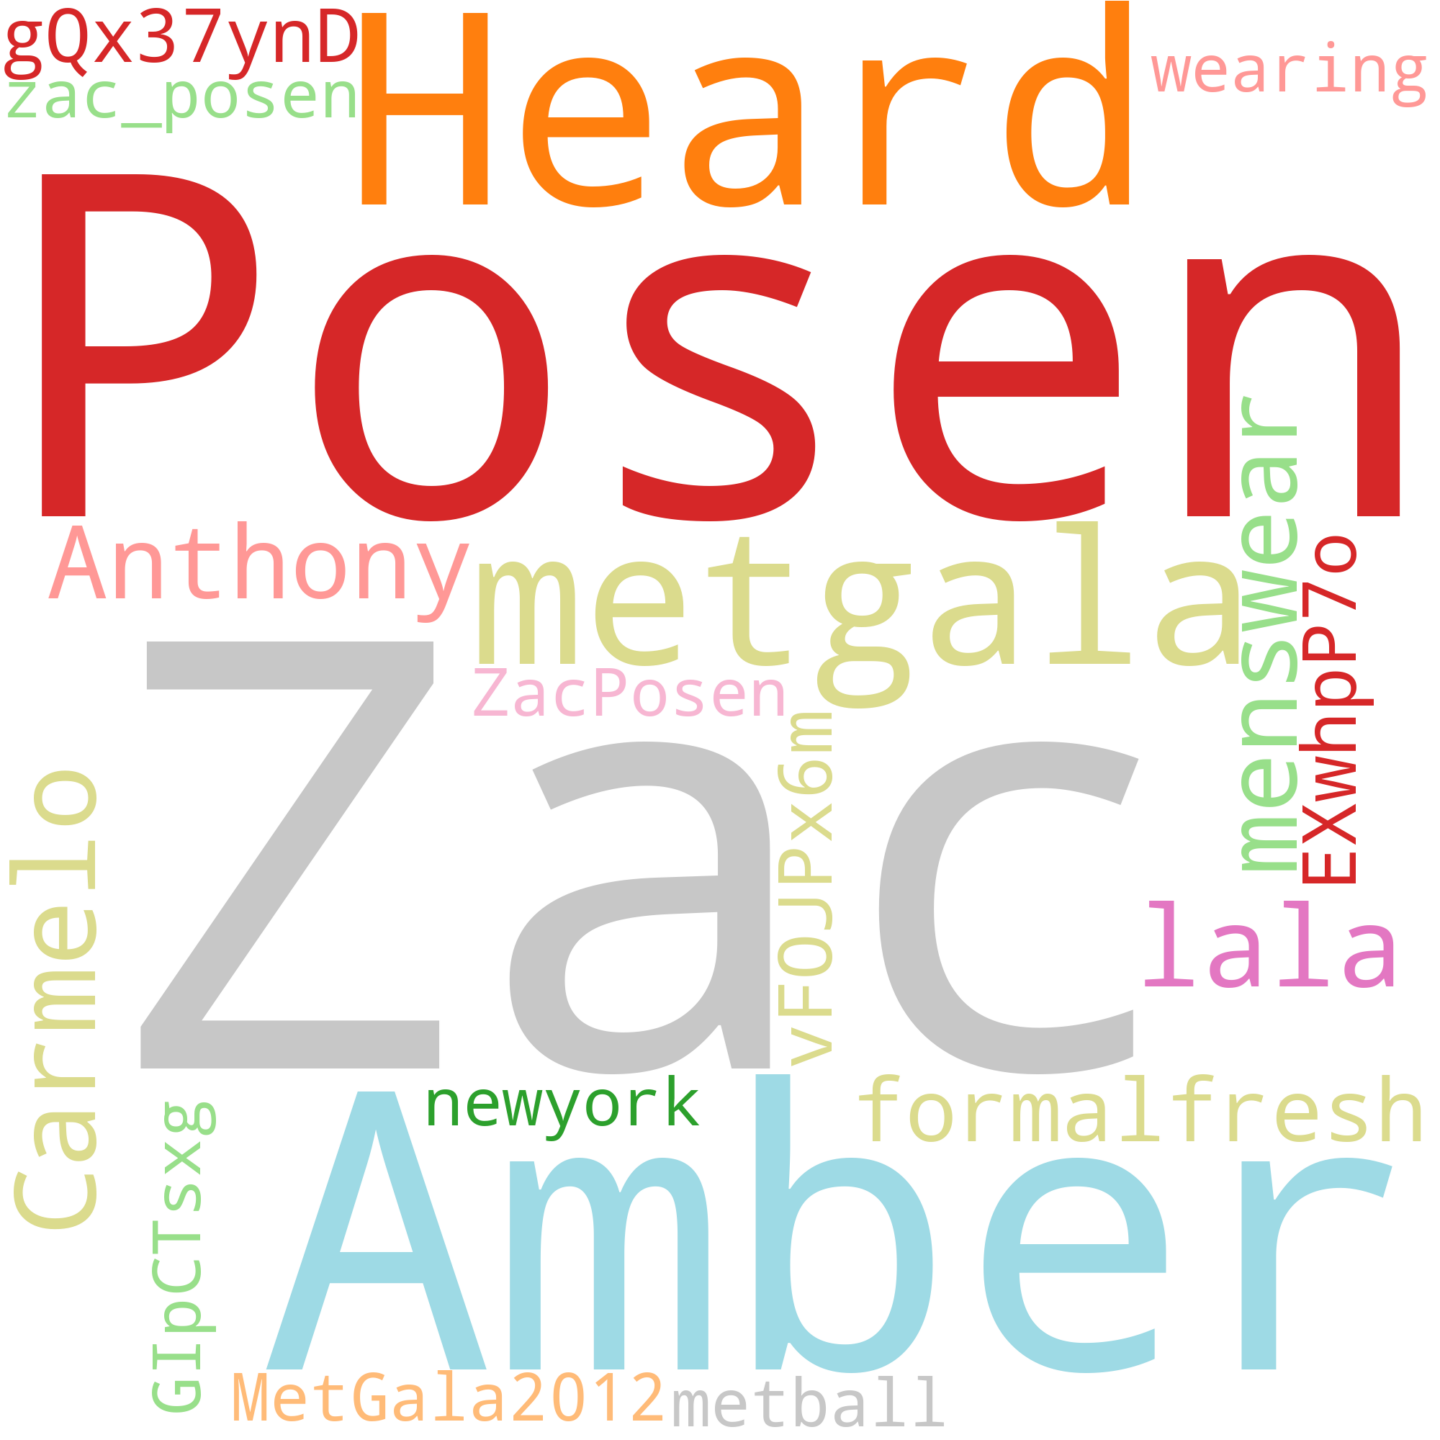 gQx37ynD
zac_posen
Heard
wearing
Posen
Anthony
metgala
menswear
EXwhpP7o
ZacPosen
Zac
vFOJPx6m
Carmelo
lala
newyork
formalfresh
Amber
GIpCTsxg
MetGala2012
metball